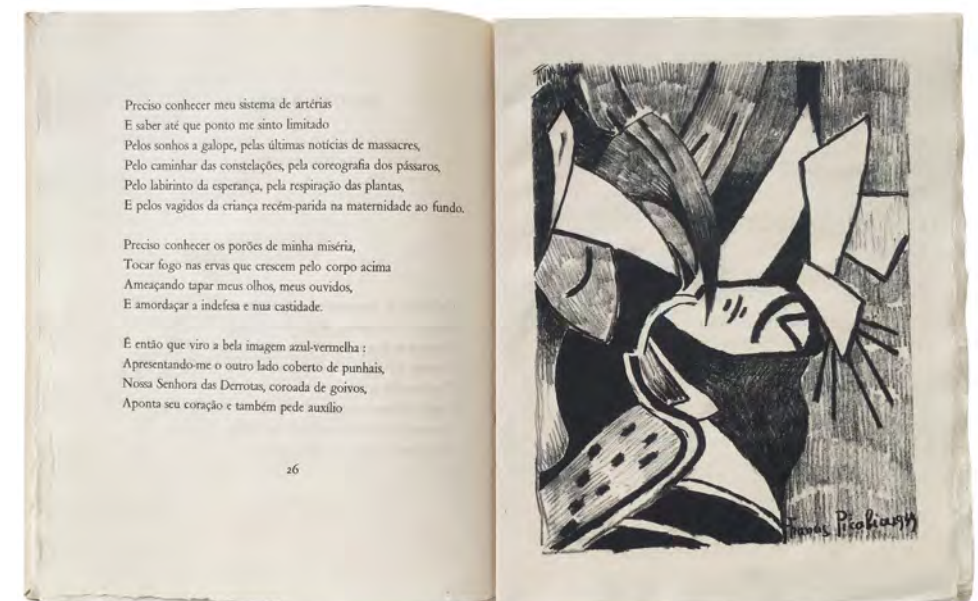 Preciso conhecer meu sistema de artérias
E saber até que ponto me sinto limitado
Pelos sonhos a galope, pelas últimas notícias de massacres,
Pelo caminhar das constelações, pela coreografia dos pássaros,
Pelo labirinto da esperança, pela respiração das plantas,
E pelos vagidos da criança recém-parida na maternidade ao fundo.
Preciso conhecer os porões de minha miséria,
Tocar fogo nas ervas que crescem pelo corpo acima
Ameaçando tapar meus olhos, meus ouvidos,
E amordaçar a indefesa e nua castidade.
É então que viro a bela imagem azul-vermelha :
Apresentando-me o outro lado coberto de punhais,
Nossa Senhora das Derrotas, coroada de goivos,
Aponta seu coração e também pede auxílio
26
Francis Picabia